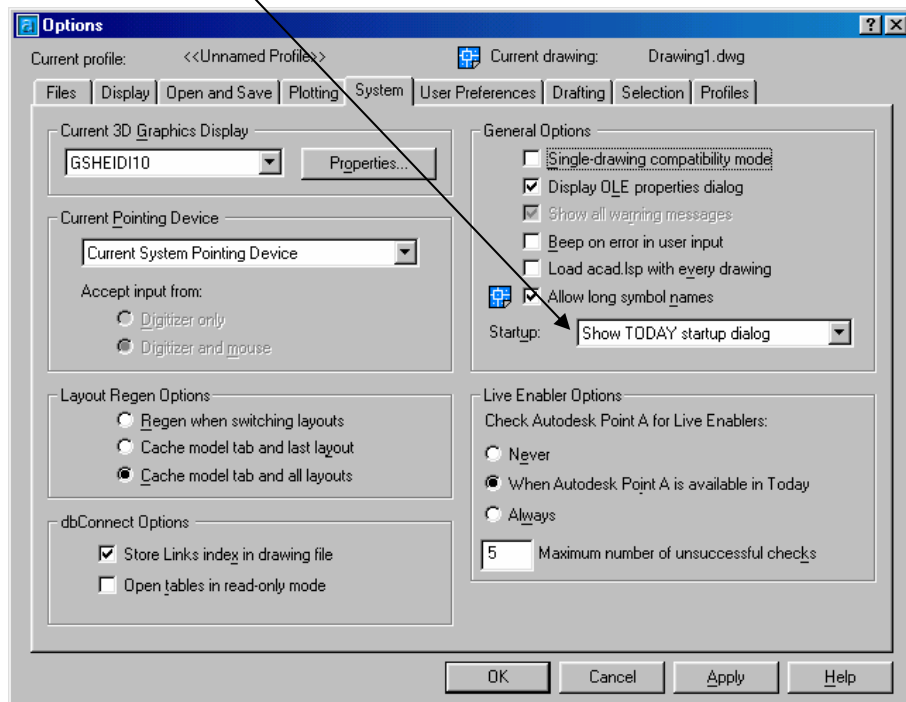 Options
Current profile: <<Unnamed Profile>> Current drawing: Drawing1.dwg
Files Display Open and Save Plotting System User Preferences Drafting Selection Profiles
Current 3D Graphics Display
GSHEIDI10 Properties...
Current Pointing Device
Current System Pointing Device
Accept input from:
Digitizer only
Digitizer and mouse
Layout Regen Options
Regen when switching layouts
Cache model tab and last layout
Cache model tab and all layouts
dbConnect Options
Store Links index in drawing file
Open tables in read-only mode
General Options
Single-drawing compatibility mode
Display OLE properties dialog
Show all warning messages
Beep on error in user input
Load acad.lsp with every drawing
Allow long symbol names
Startup: Show TODAY startup dialog
Live Enabler Options
Check Autodesk Point A for Live Enablers:
Never
When Autodesk Point A is available in Today
Always
5 Maximum number of unsuccessful checks
OK Cancel Apply Help